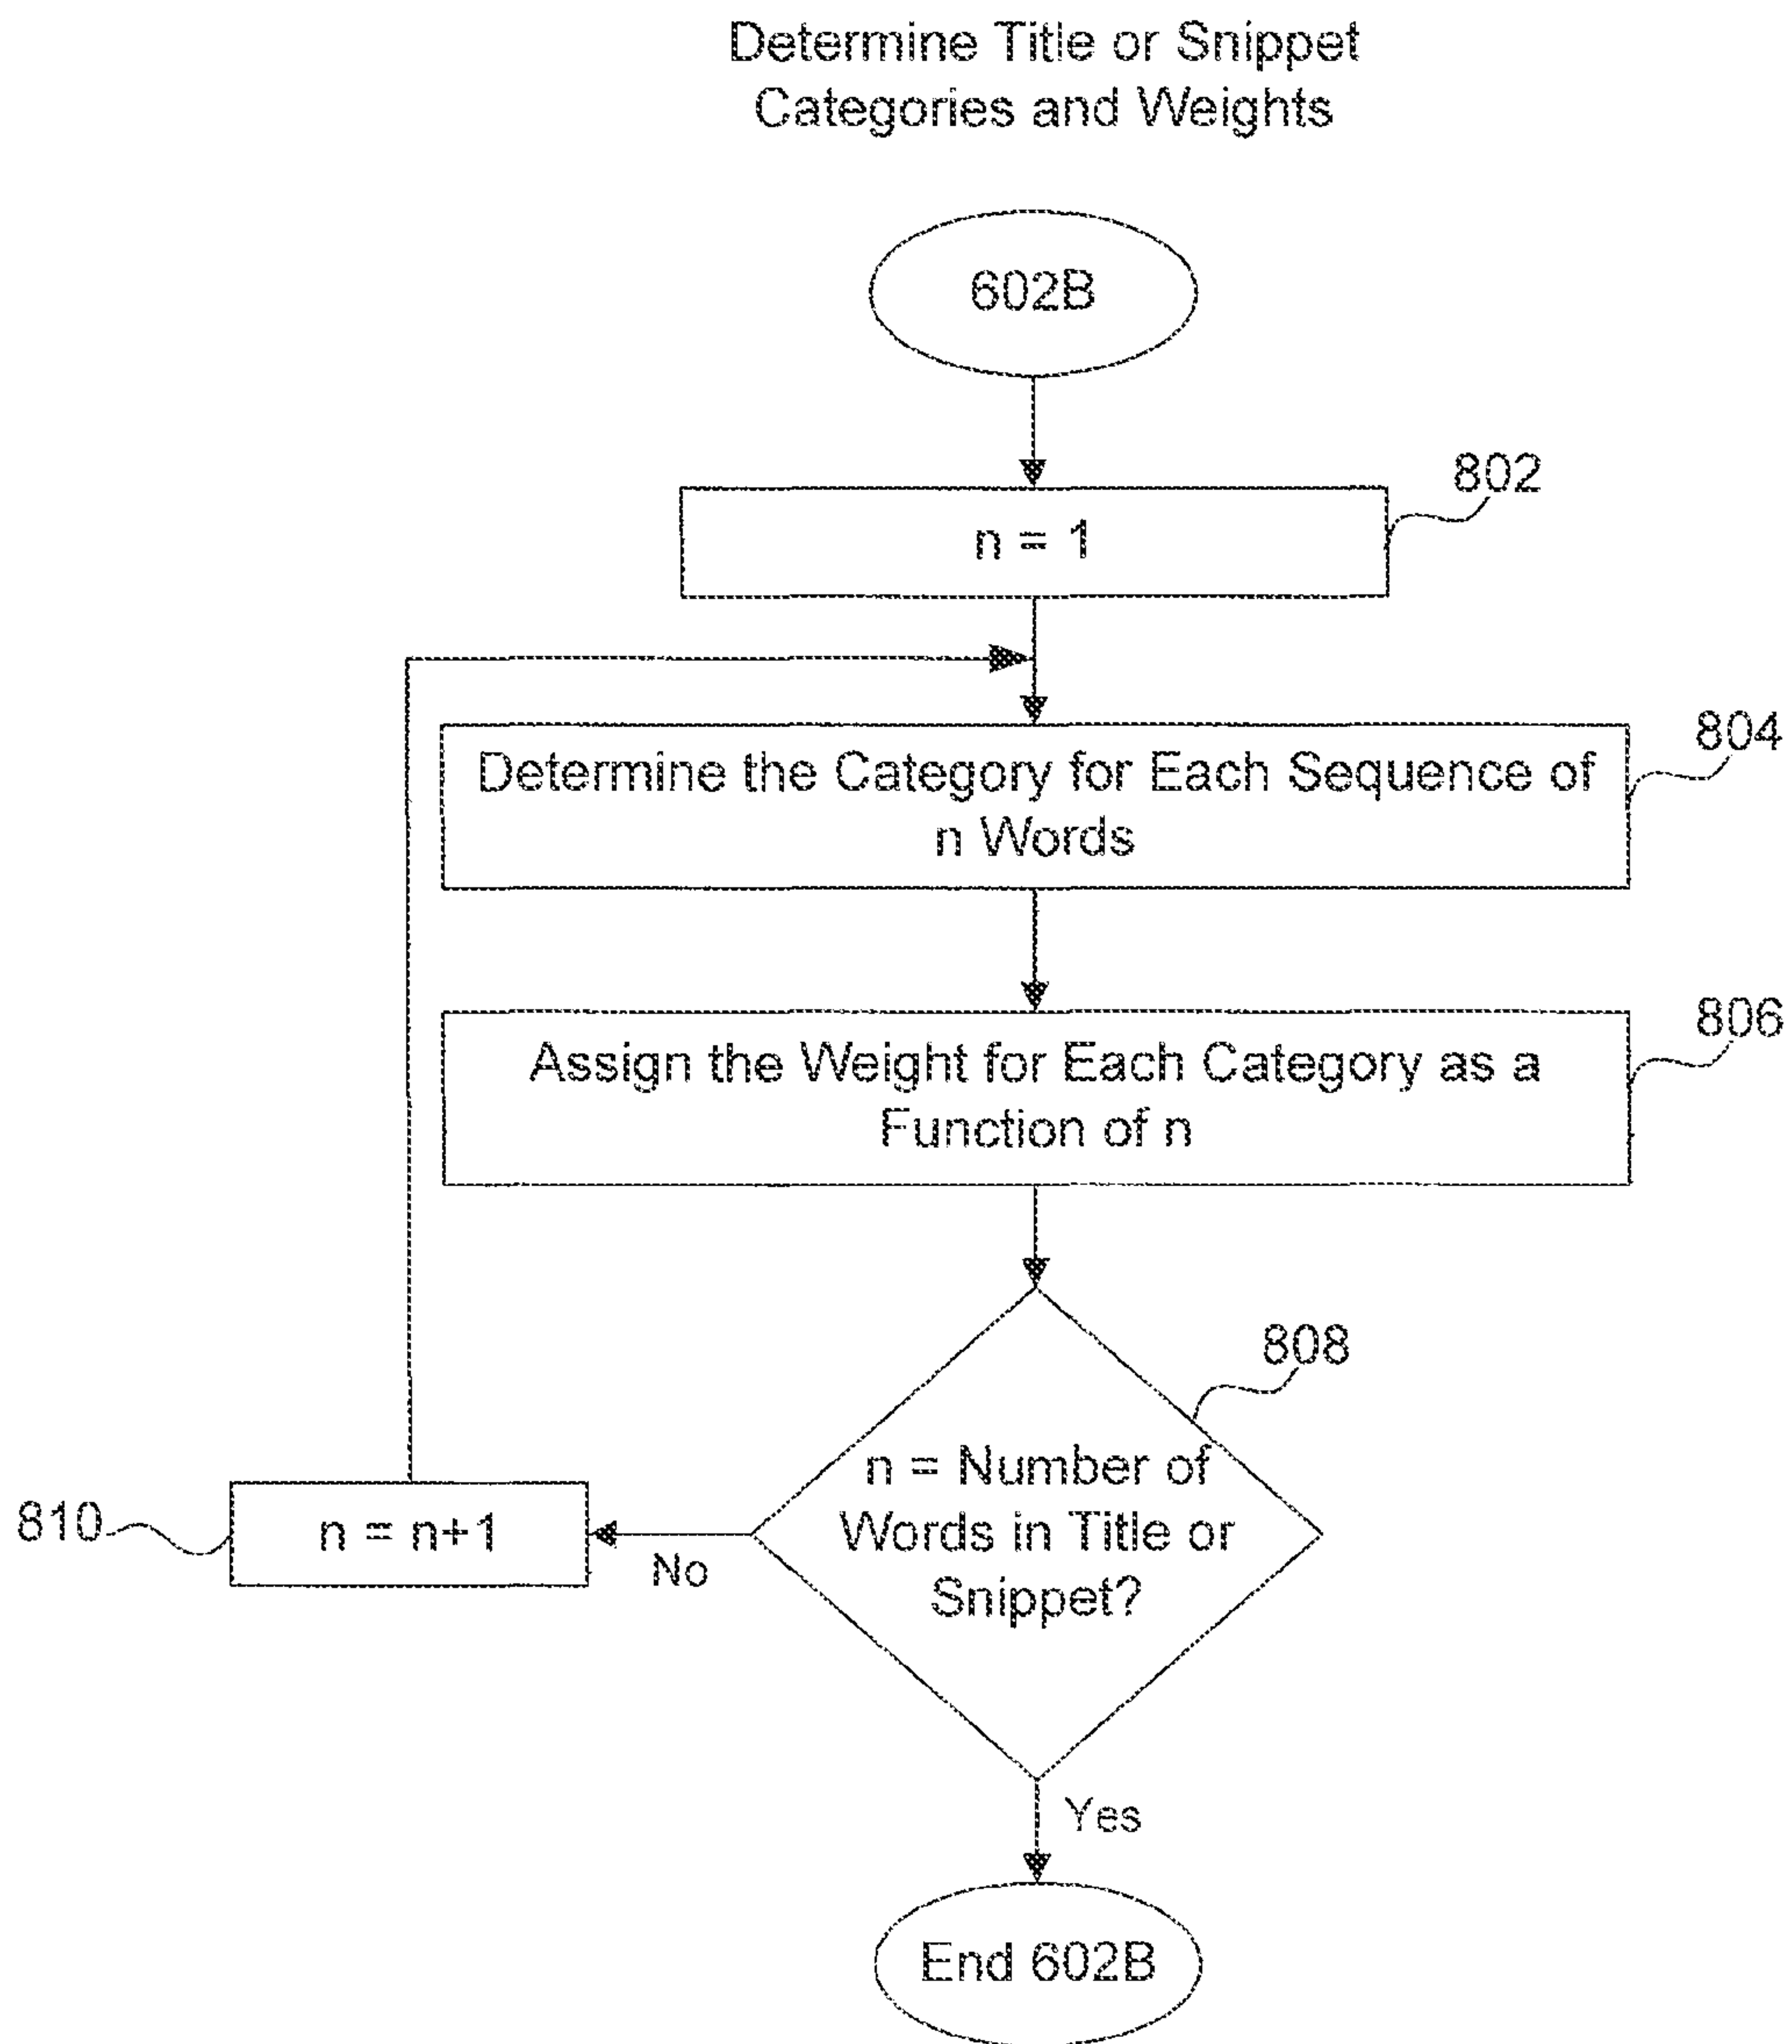 Determine Title or Snippet
Categories and Weights
602B
802
n = 1
804
Determine the Category for Each Sequence of
n Words
806
Assign the Weight for Each Category as a
Function of n
808
n = Number of
Words in Title or
Snippet?
810
n = n+1
No
Yes
End 602B